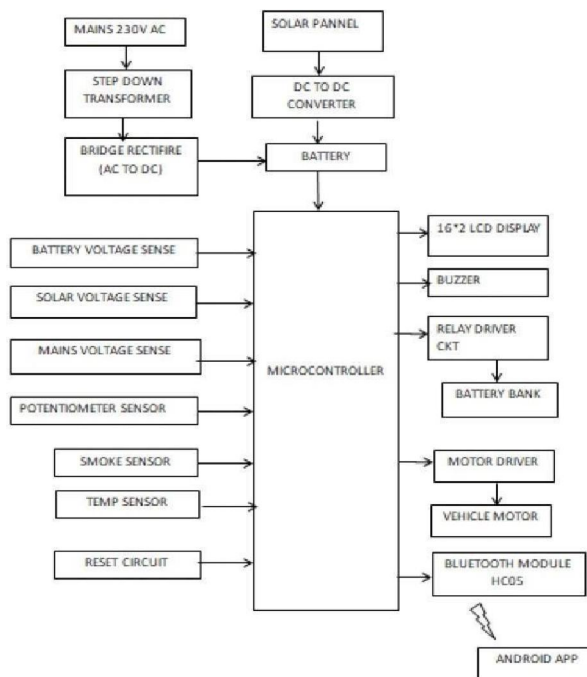 MAINS 230V AC
SOLAR PANNEL
STEP DOWN
TRANSFORMER
DC TO DC
CONVERTER
BRIDGE RECTIFIRE
(AC TO DC)
BATTERY
BATTERY VOLTAGE SENSE
SOLAR VOLTAGE SENSE
MAINS VOLTAGE SENSE
POTENTIOMETER SENSOR
SMOKE SENSOR
TEMP SENSOR
RESET CIRCUIT
MICROCONTROLLER
16*2 LCD DISPLAY
BUZZER
RELAY DRIVER
CKT
BATTERY BANK
MOTOR DRIVER
VEHICLE MOTOR
BLUETOOTH MODULE
HC05
ANDROID APP